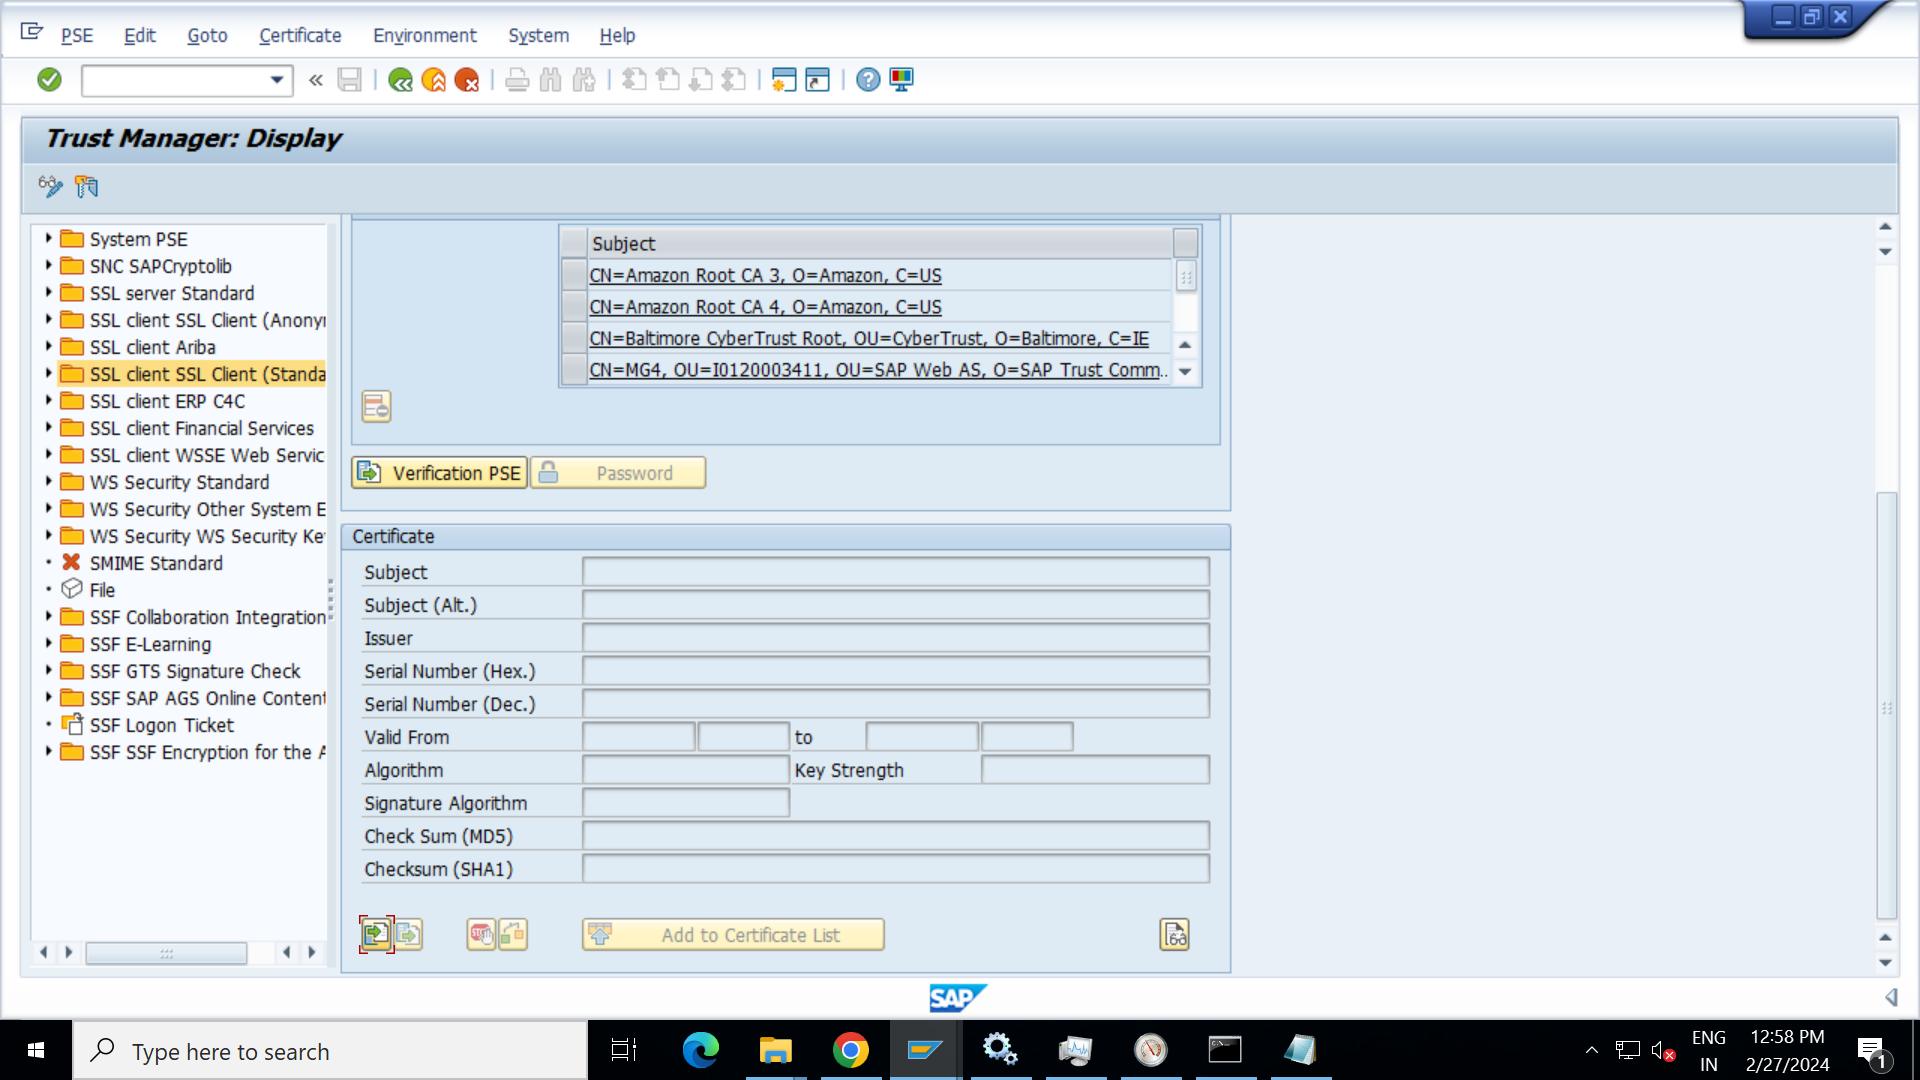 PSE Edit Goto Certificate Environment System Help
Trust Manager: Display
System PSE
SNC SAPCryptolib
SSL server Standard
SSL client SSL Client (Anony
SSL client Ariba
SSL client SSL Client (Standa
SSL client ERP C4C
SSL client Financial Services
SSL client WSSE Web Servic
WS Security Standard
WS Security Other System E
WS Security WS Security Ke
SMIME Standard
File
SSF Collaboration Integration
SSF E-Learning
SSF GTS Signature Check
SSF SAP AGS Online Content
SSF Logon Ticket
SSF SSF Encryption for the A
Subject
CN=Amazon Root CA 3, O=Amazon, C=US
CN=Amazon Root CA 4, O=Amazon, C=US
CN=Baltimore CyberTrust Root, OU=CyberTrust, O=Baltimore, C=IE
CN=MG4, OU=I0120003411, OU=SAP Web AS, O=SAP Trust Comm..
Verification PSE Password
Certificate
Subject
Subject (Alt.)
Issuer
Serial Number (Hex.)
Serial Number (Dec.)
Valid From to
Algorithm Key Strength
Signature Algorithm
Check Sum (MD5)
Checksum (SHA1)
Add to Certificate List
SAP
Type here to search
ENG 12:58 PM
IN 2/27/2024
1